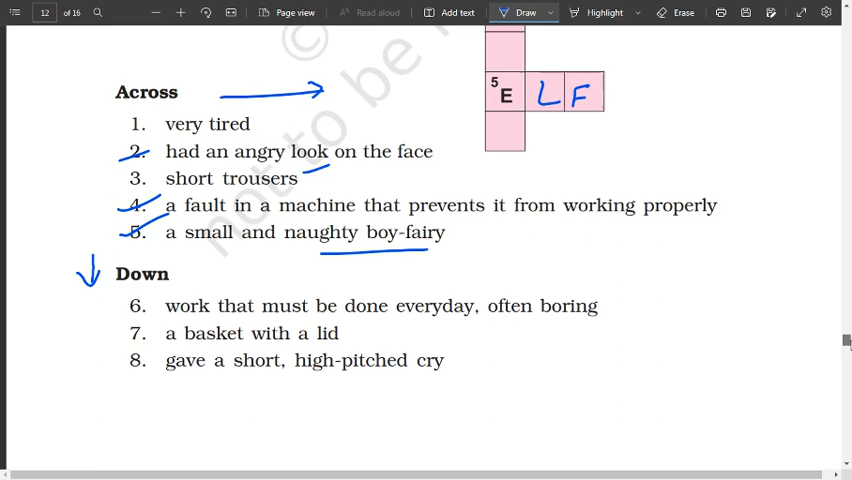 12 of 16 Page view Read aloud Add text Draw Highlight Erase
© not to be
5 E L F
Across
1. very tired
2. had an angry look on the face
3. short trousers
4. a fault in a machine that prevents it from working properly
5. a small and naughty boy-fairy
Down
6. work that must be done everyday, often boring
7. a basket with a lid
8. gave a short, high-pitched cry